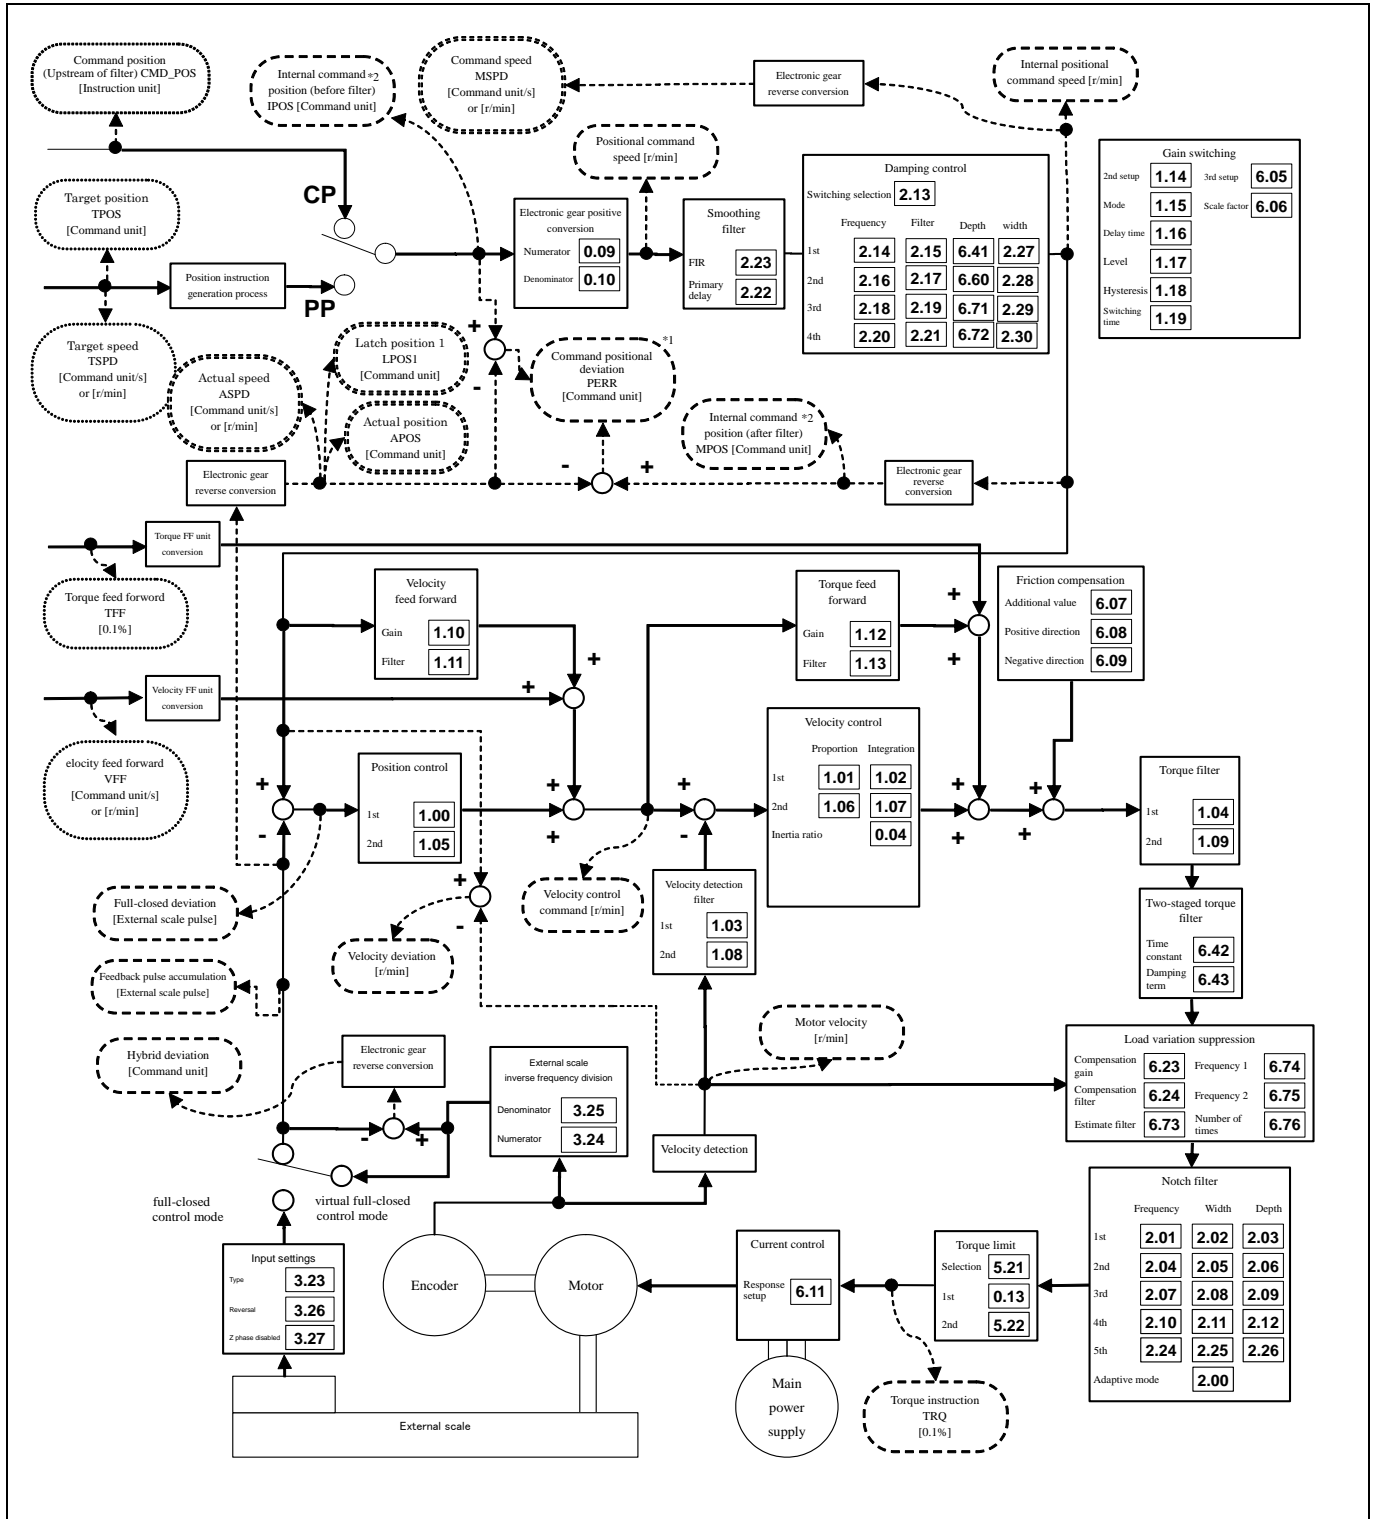 Command position
(Upstream of filter) CMD_POS
[Instruction unit]
Internal command *2
position (before filter)
IPOS [Command unit]
Command speed
MSPD
[Command unit/s]
or [r/min]
Electronic gear
reverse conversion
Internal positional
command speed [r/min]
Positional command
speed [r/min]
Target position
TPOS
[Command unit]
CP
Position instruction
generation process
PP
Target speed
TSPD
[Command unit/s]
or [r/min]
Electronic gear positive
conversion
Numerator 0.09
Denominator 0.10
Smoothing
filter
FIR 2.23
Primary
delay 2.22
Damping control
Switching selection 2.13
Frequency Filter Depth width
1st 2.14 2.15 6.41 2.27
2nd 2.16 2.17 6.60 2.28
3rd 2.18 2.19 6.71 2.29
4th 2.20 2.21 6.72 2.30
Gain switching
2nd setup 1.14 3rd setup 6.05
Mode 1.15 Scale factor 6.06
Delay time 1.16
Level 1.17
Hysteresis 1.18
Switching
time 1.19
Actual speed
ASPD
[Command unit/s]
or [r/min]
Latch position 1
LPOS1
[Command unit]
Actual position
APOS
[Command unit]
+
-
*1
Command positional
deviation
PERR
[Command unit]
Internal command *2
position (after filter)
MPOS [Command unit]
Electronic gear
reverse conversion
- +
Electronic gear
reverse
conversion
Torque FF unit
conversion
Torque feed forword
TFF
[0.1%]
Velocity
feed forward
Gain 1.10
Filter 1.11
Torque feed
forward
Gain 1.12
Filter 1.13
+
+
Friction compensation
Additional value 6.07
Positive direction 6.08
Negative direction 6.09
Velocity FF unit
conversion
+
+
elocity feed forward
VFF
[Command unit/s]
or [r/min]
+
-
Position control
1st 1.00
2nd 1.05
+
+
+
-
Velocity control
Proportion Integration
1st 1.01 1.02
2nd 1.06 1.07
Inertia ratio 0.04
+
+
+
+
Torque filter
1st 1.04
2nd 1.09
Full-closed deviation
[External scale pulse]
+
-
Velocity control
command [r/min]
Velocity detection
filter
1st 1.03
2nd 1.08
Two-staged torque
filter
Time
constant 6.42
Damping
term 6.43
Velocity deviation
[r/min]
Feedback pulse accumulation
[External scale pulse]
Motor velocity
[r/min]
Hybrid deviation
[Command unit]
Electronic gear
reverse conversion
- +
External scale
inverse frequency division
Denominator 3.25
Numerator 3.24
Load variation suppression
Compensation
gain 6.23 Frequency 1 6.74
Compensation
filter 6.24 Frequency 2 6.75
Estimate filter 6.73 Number of
times 6.76
Velocity detection
full-closed
control mode
virtual full-closed
control mode
Notch filter
Frequency Width Depth
1st 2.01 2.02 2.03
2nd 2.04 2.05 2.06
3rd 2.07 2.08 2.09
4th 2.10 2.11 2.12
5th 2.24 2.25 2.26
Adaptive mode 2.00
Input settings
Type 3.23
Reversal 3.26
Z phase disabled 3.27
Encoder
Motor
Current control
Response
setup 6.11
Torque limit
Selection 5.21
1st 0.13
2nd 5.22
Main
power
supply
Torque instruction
TRQ
[0.1%]
External scale